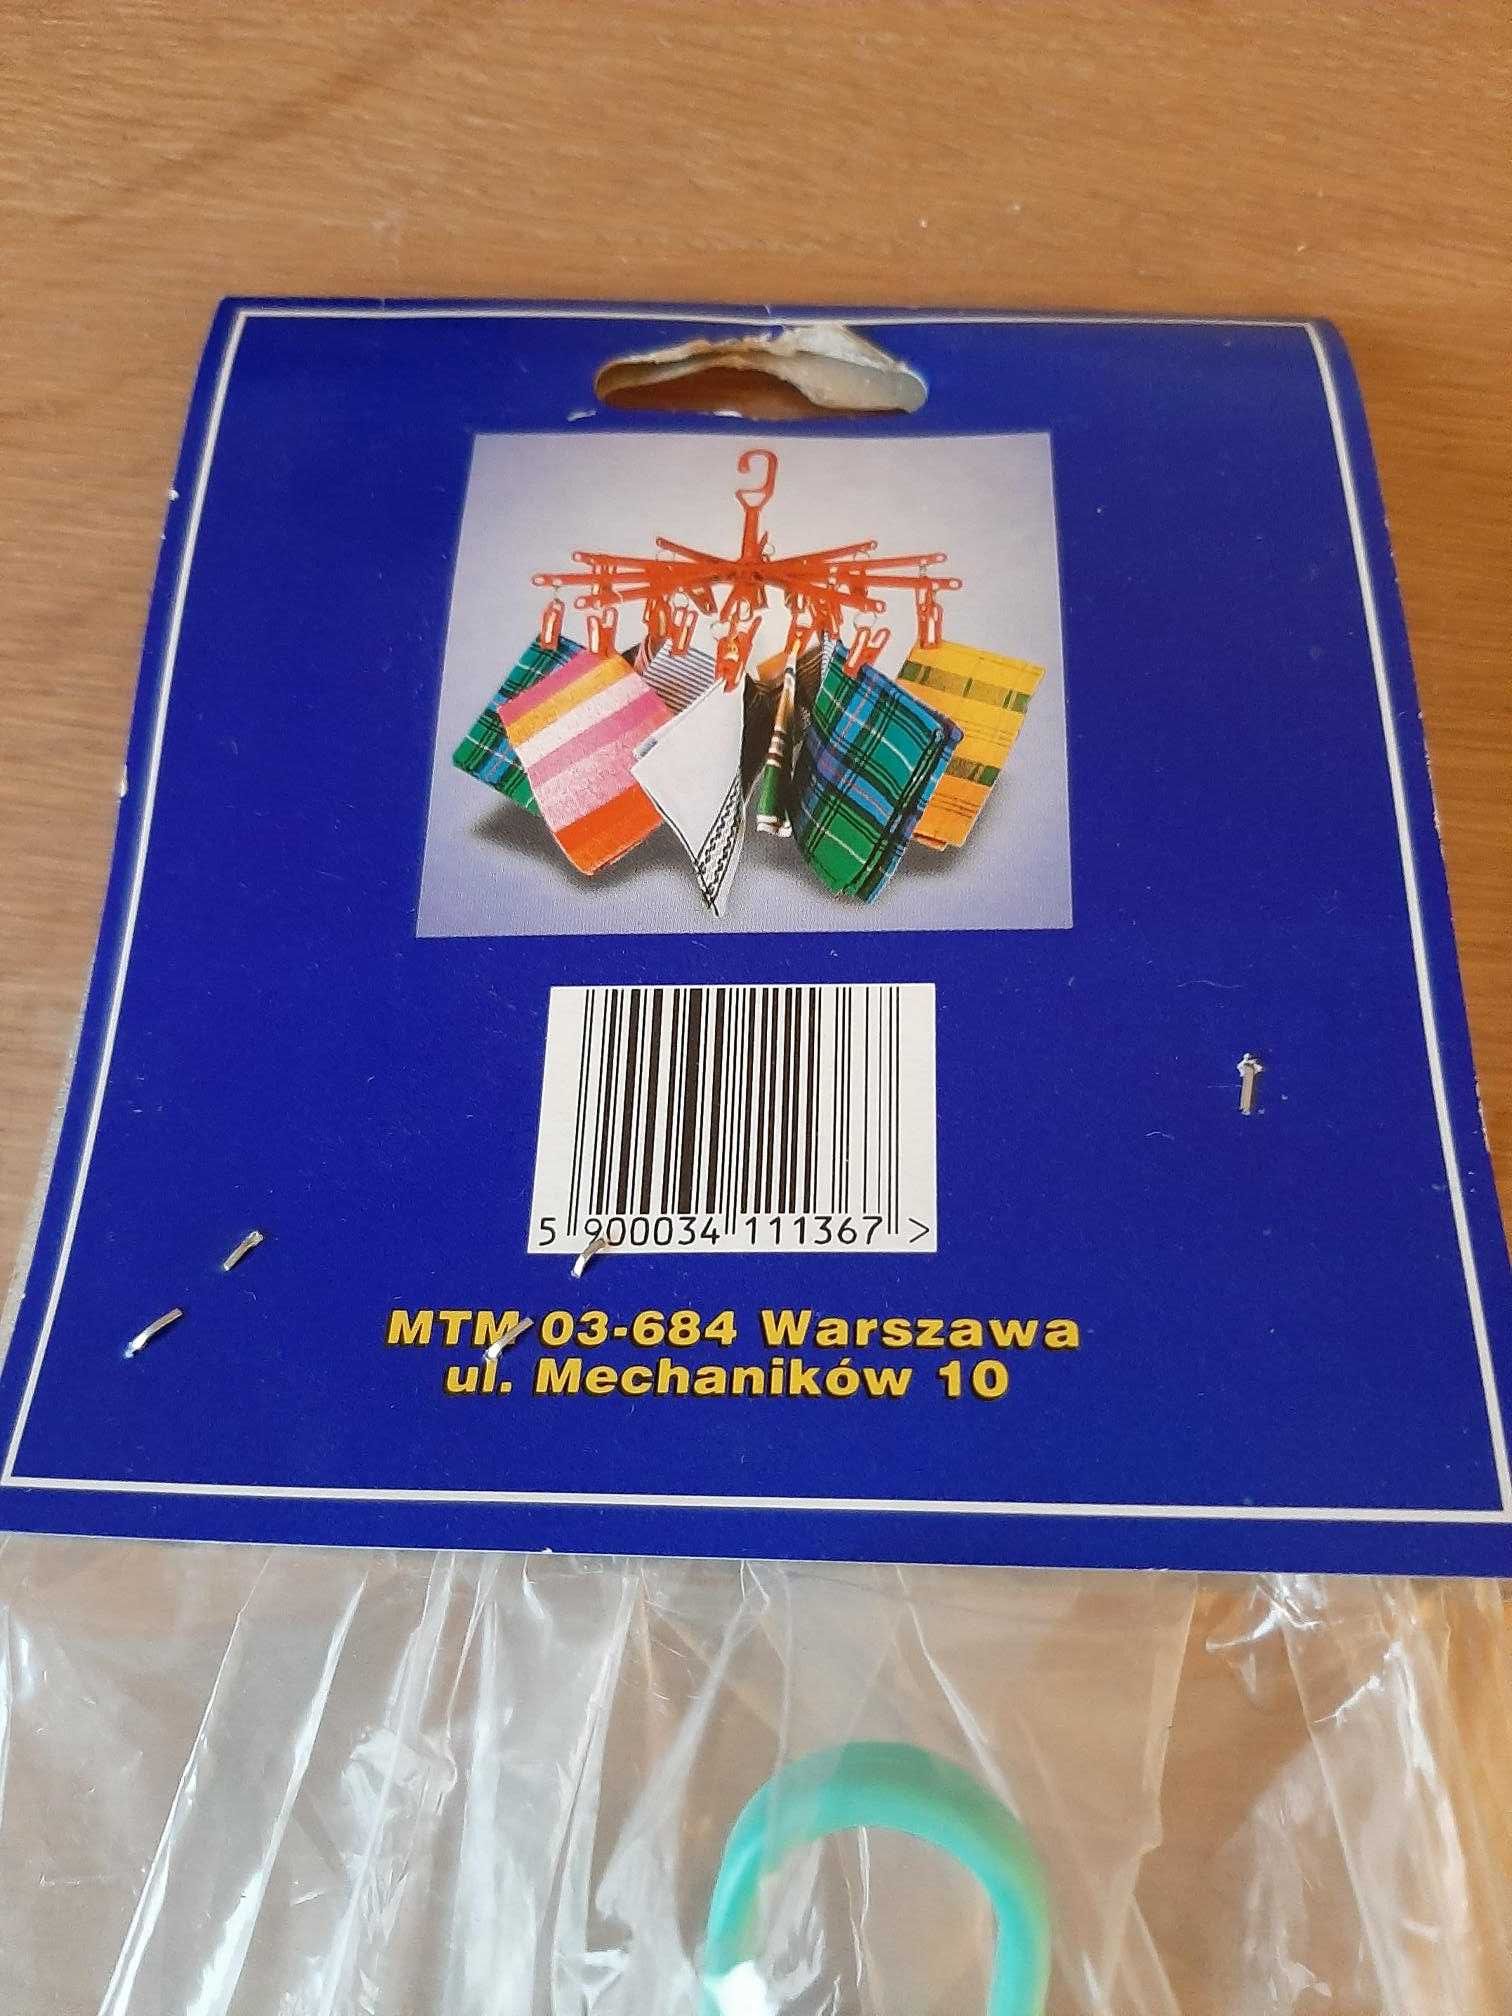 5 900034 111367 >
MTM 03-684 Warszawa
ul. Mechaników 10